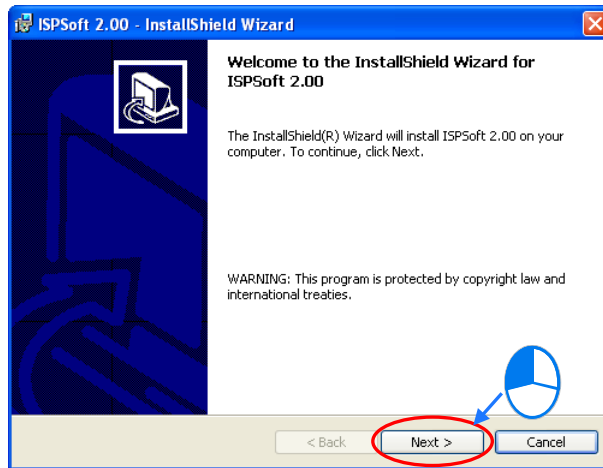 ISPSoft 2.00 - InstallShield Wizard
Welcome to the InstallShield Wizard for
ISPSoft 2.00
The InstallShield(R) Wizard will install ISPSoft 2.00 on your
computer. To continue, click Next.
WARNING: This program is protected by copyright law and
international treaties.
< Back Next > Cancel